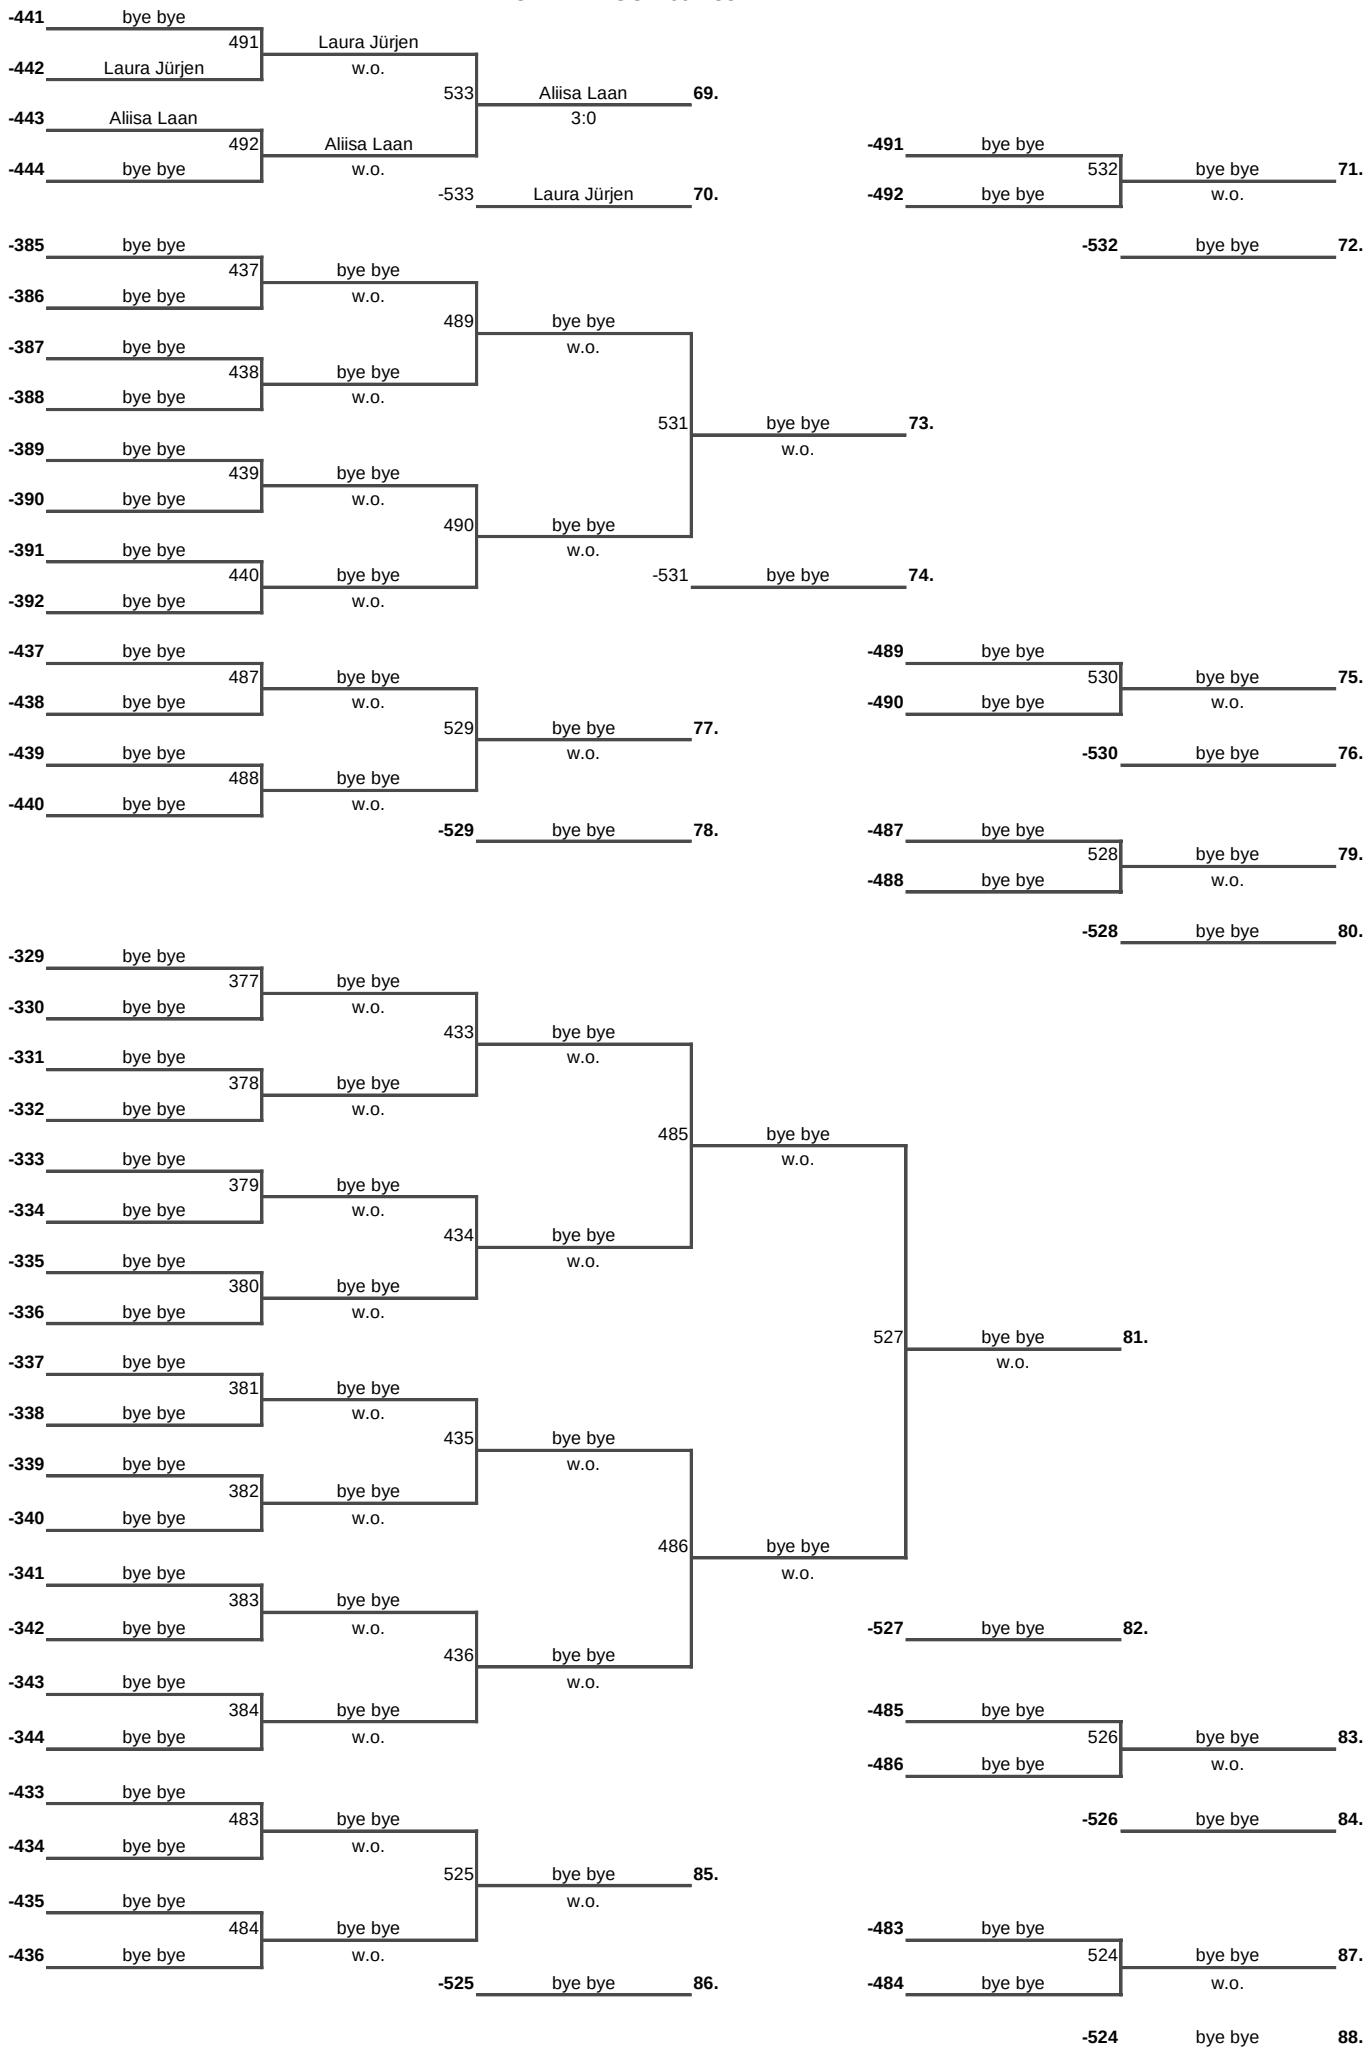 -441 bye bye
491 Laura Jürjen
-442 Laura Jürjen w.o.
533 Aliisa Laan 69.
-443 Aliisa Laan 3:0
492 Aliisa Laan -491 bye bye
-444 bye bye w.o. 532 bye bye 71.
-533 Laura Jürjen 70. -492 bye bye w.o.
-385 bye bye -532 bye bye 72.
437 bye bye
-386 bye bye w.o.
489 bye bye
-387 bye bye w.o.
438 bye bye
-388 bye bye w.o.
531 bye bye 73.
-389 bye bye w.o.
439 bye bye
-390 bye bye w.o.
490 bye bye
-391 bye bye w.o.
440 bye bye -531 bye bye 74.
-392 bye bye w.o.
-437 bye bye -489 bye bye
487 bye bye 530 bye bye 75.
-438 bye bye w.o. -490 bye bye w.o.
529 bye bye 77.
-439 bye bye w.o. -530 bye bye 76.
488 bye bye
-440 bye bye w.o.
-529 bye bye 78. -487 bye bye
528 bye bye 79.
-488 bye bye w.o.
-528 bye bye 80.
-329 bye bye
377 bye bye
-330 bye bye w.o.
433 bye bye
-331 bye bye w.o.
378 bye bye
-332 bye bye w.o.
485 bye bye
-333 bye bye w.o.
379 bye bye
-334 bye bye w.o.
434 bye bye
-335 bye bye w.o.
380 bye bye
-336 bye bye w.o.
527 bye bye 81.
-337 bye bye w.o.
381 bye bye
-338 bye bye w.o.
435 bye bye
-339 bye bye w.o.
382 bye bye
-340 bye bye w.o.
486 bye bye
-341 bye bye w.o.
383 bye bye
-342 bye bye w.o. -527 bye bye 82.
436 bye bye
-343 bye bye w.o.
384 bye bye -485 bye bye
-344 bye bye w.o. 526 bye bye 83.
-486 bye bye w.o.
-433 bye bye
483 bye bye -526 bye bye 84.
-434 bye bye w.o.
525 bye bye 85.
-435 bye bye w.o.
484 bye bye -483 bye bye
-436 bye bye w.o. 524 bye bye 87.
-525 bye bye 86. -484 bye bye w.o.
-524 bye bye 88.